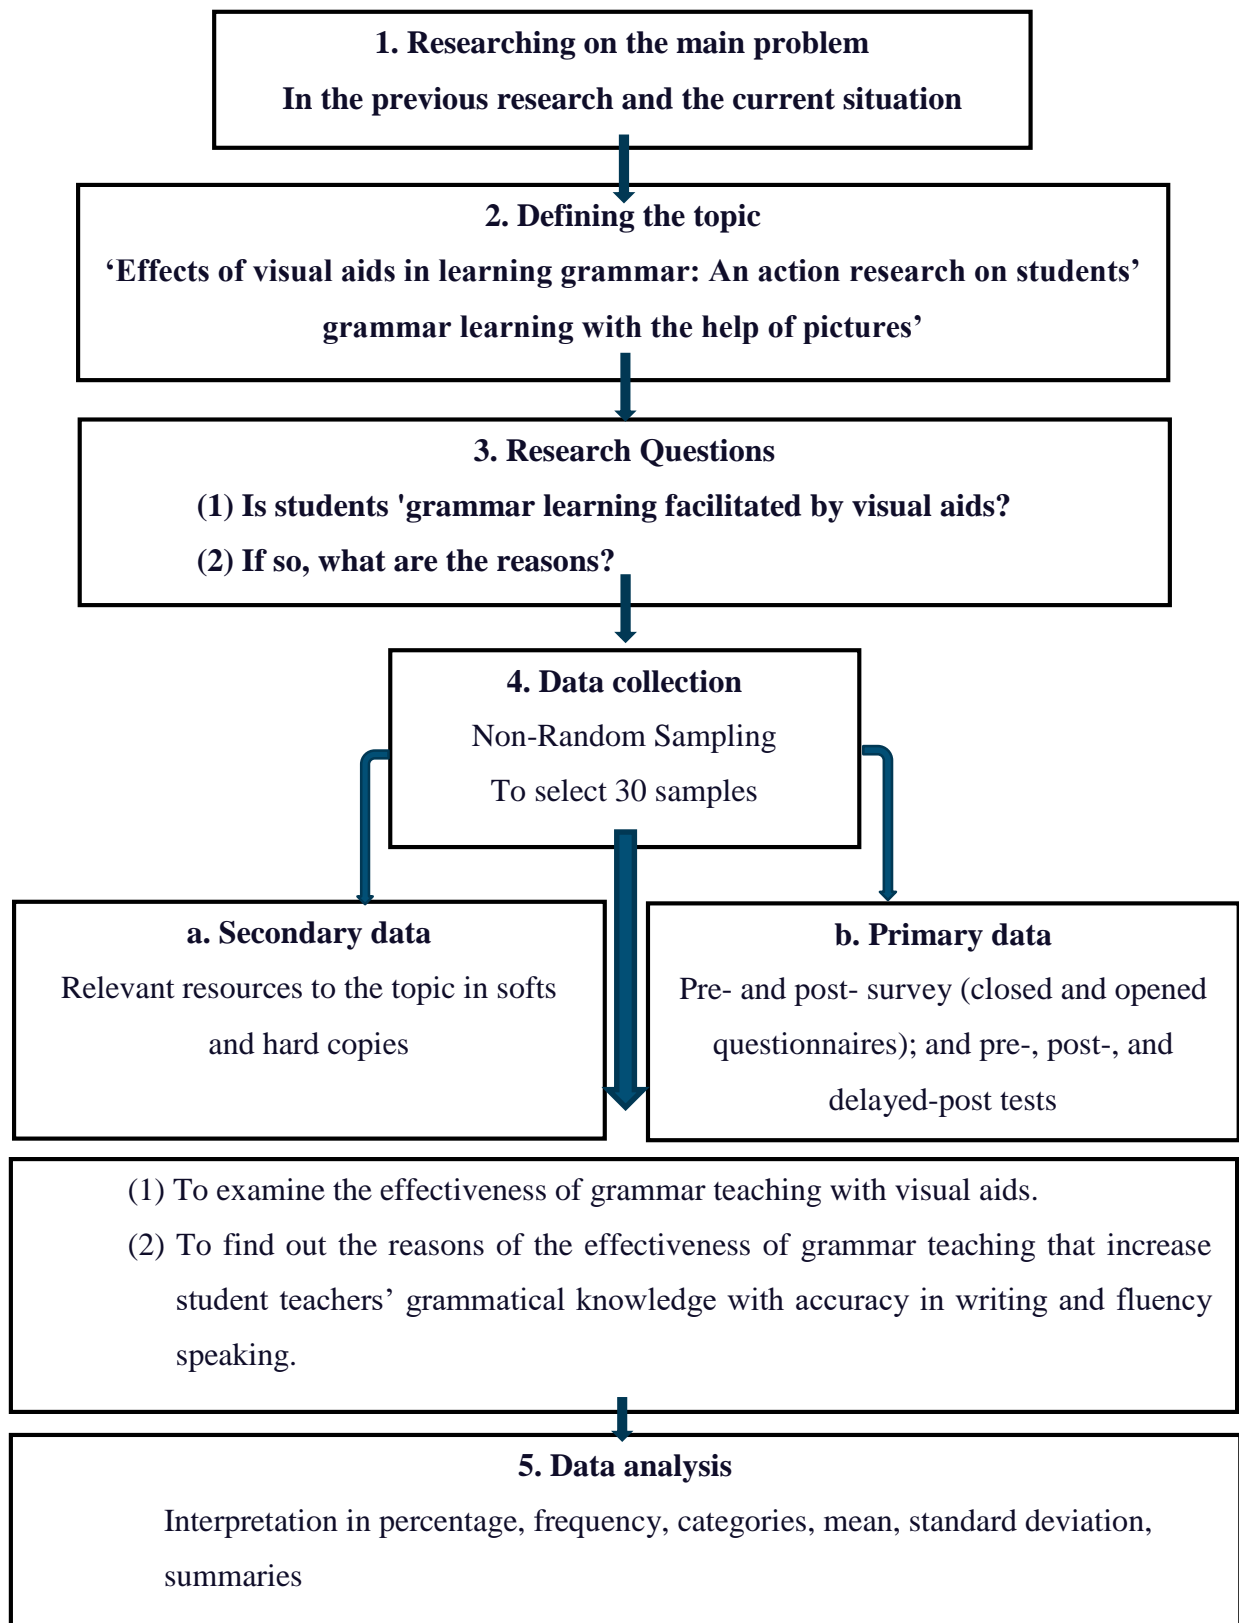 1. Researching on the main problem
In the previous research and the current situation
2. Defining the topic
‘Effects of visual aids in learning grammar: An action research on students’
grammar learning with the help of pictures’
3. Research Questions
(1) Is students 'grammar learning facilitated by visual aids?
(2) If so, what are the reasons?
4. Data collection
Non-Random Sampling
To select 30 samples
a. Secondary data
Relevant resources to the topic in softs
and hard copies
b. Primary data
Pre- and post- survey (closed and opened
questionnaires); and pre-, post-, and
delayed-post tests
(1) To examine the effectiveness of grammar teaching with visual aids.
(2) To find out the reasons of the effectiveness of grammar teaching that increase
student teachers’ grammatical knowledge with accuracy in writing and fluency
speaking.
5. Data analysis
Interpretation in percentage, frequency, categories, mean, standard deviation,
summaries